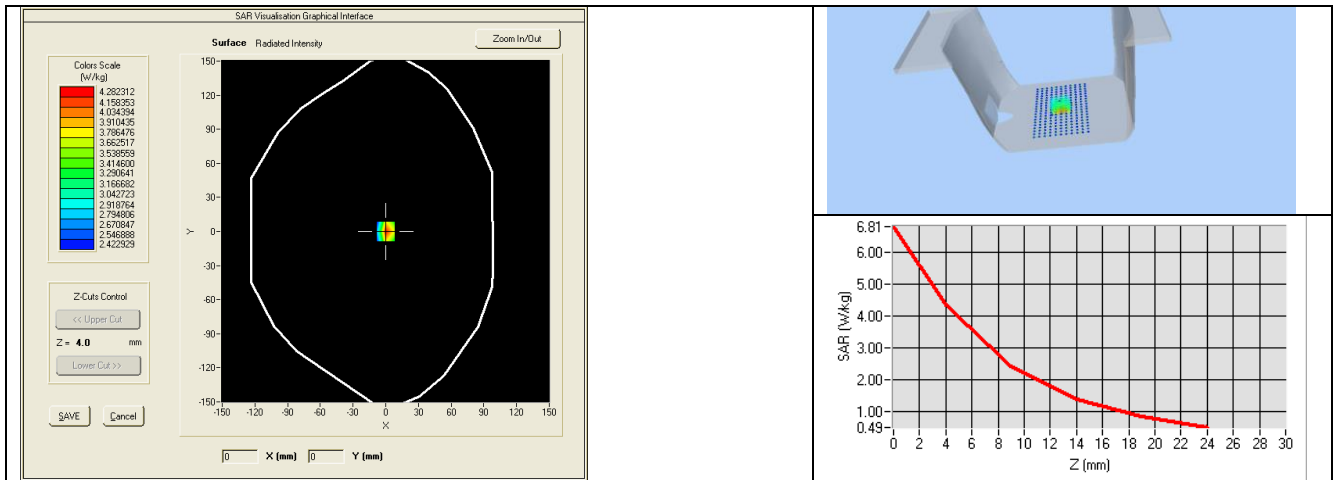 SAR Visualisation Graphical Interface
Surface Radiated Intensity
Zoom In/Out
Colors Scale
(W/kg)
4.282312
4.158353
4.034394
3.910435
3.786476
3.662517
3.538559
3.414600
3.290641
3.166682
3.042723
2.918764
2.794806
2.670847
2.546888
2.422929
Z-Cuts Control
<< Upper Cut
Z = 4.0 mm
Lower Cut >>
SAVE Cancel
150
120
90
60
30
0
-30
-60
-90
-120
-150
Y
-150 -120 -90 -60 -30 0 30 60 90 120 150
X
0 X (mm) 0 Y (mm)
6.81
6.00
5.00
4.00
3.00
2.00
1.00
0.49
SAR (W/kg)
0 2 4 6 8 10 12 14 16 18 20 22 24 26 28 30
Z (mm)